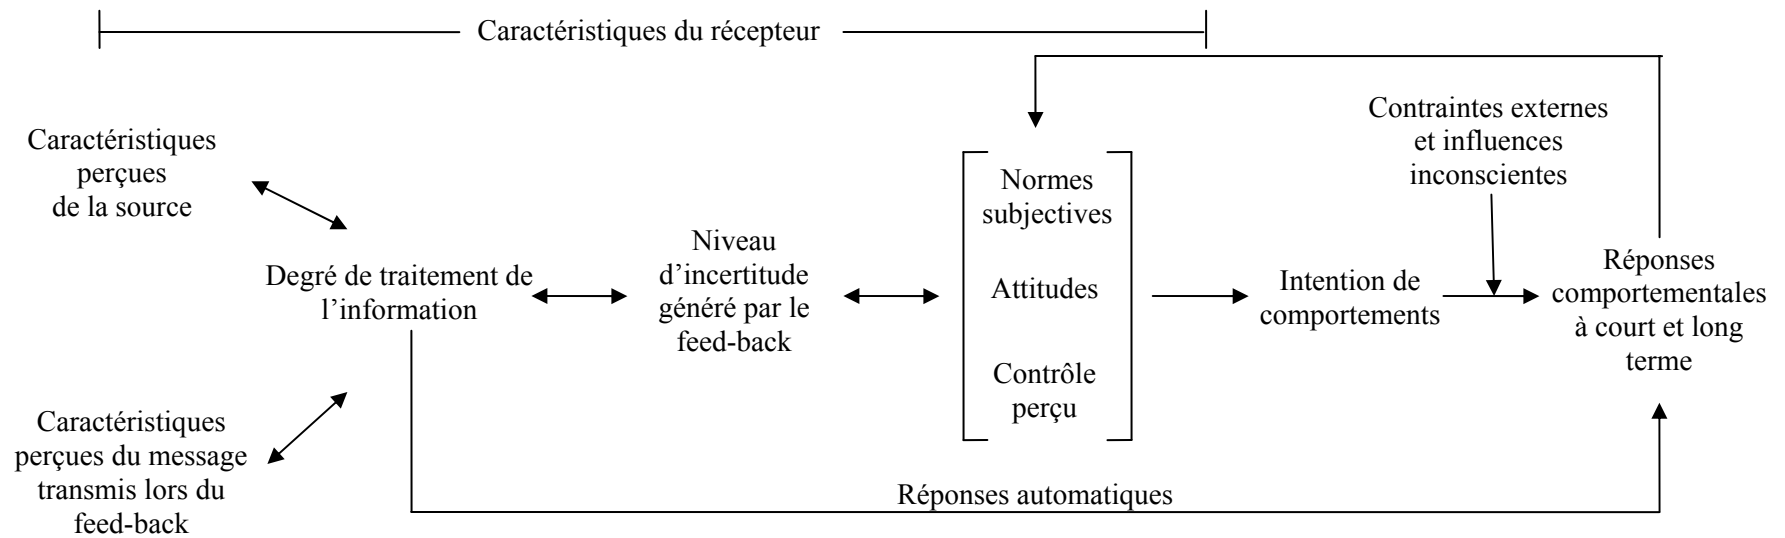 Caractéristiques du récepteur
Contraintes externes
et influences
inconscientes
Caractéristiques
perçues
de la source
Normes
subjectives
Niveau
d’incertitude
généré par le
feed-back
Degré de traitement de
l’information
Attitudes
Intention de
comportements
Réponses
comportementales
à court et long
terme
Contrôle
perçu
Caractéristiques
perçues du message
transmis lors du
feed-back
Réponses automatiques